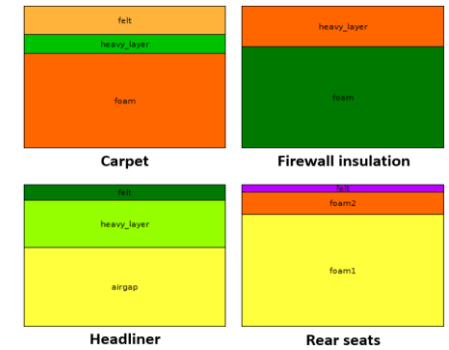 felt
heavy_layer
foam
Carpet
heavy_layer
foam
Firewall insulation
felt
heavy_layer
airgap
Headliner
felt
foam2
foam1
Rear seats